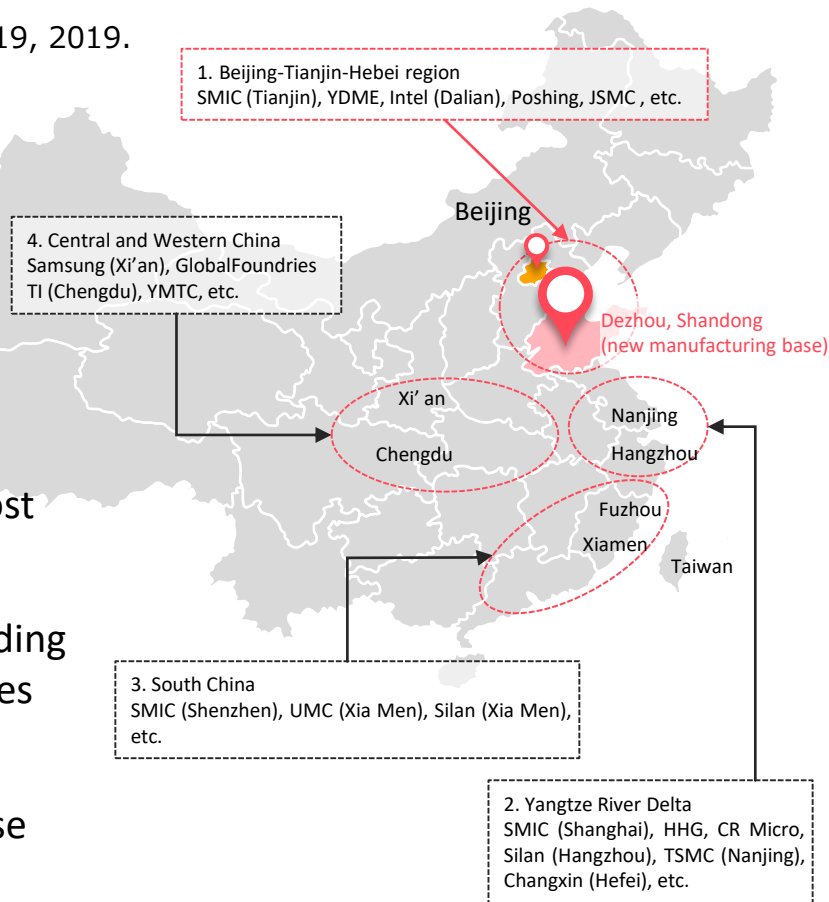 19, 2019.
1. Beijing-Tianjin-Hebei region
SMIC (Tianjin), YDME, Intel (Dalian), Poshing, JSMC , etc.
Beijing
4. Central and Western China
Samsung (Xi'an), GlobalFoundries
TI (Chengdu), YMTC, etc.
Dezhou, Shandong
(new manufacturing base)
Xi' an
Chengdu
Nanjing
Hangzhou
ost
Fuzhou
Xiamen
Taiwan
ding
es
3. South China
SMIC (Shenzhen), UMC (Xia Men), Silan (Xia Men),
etc.
se
2. Yangtze River Delta
SMIC (Shanghai), HHG, CR Micro,
Silan (Hangzhou), TSMC (Nanjing),
Changxin (Hefei), etc.